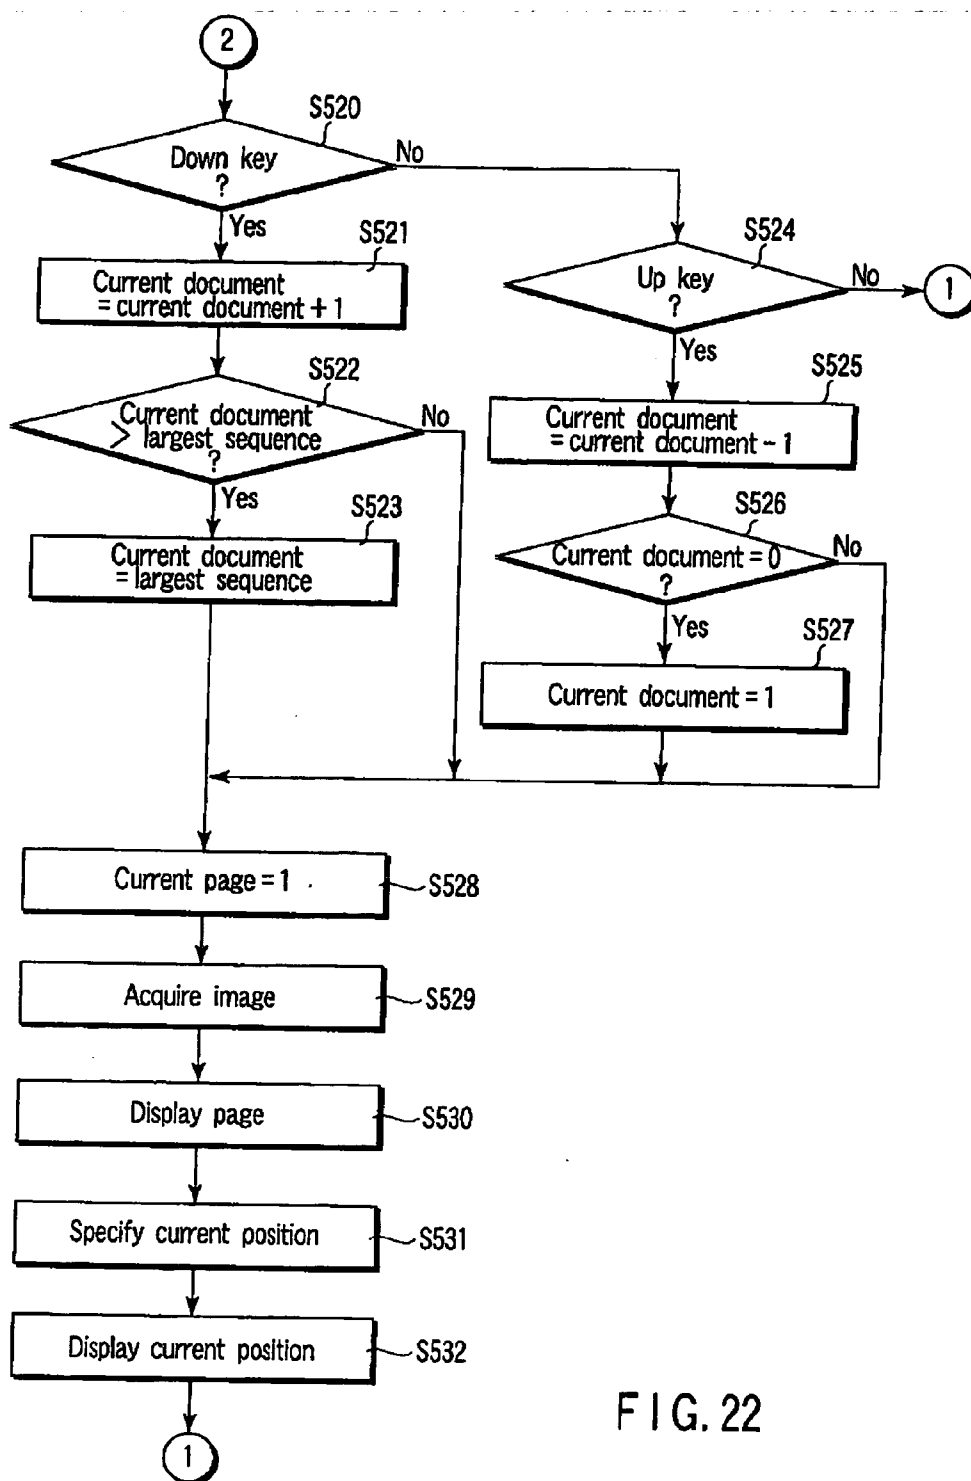 2
S520
Down key
?
No
Yes
S521
Current document
= current document + 1
S522
Current document
> largest sequence
?
No
Yes
S523
Current document
= largest sequence
S524
Up key
?
No
1
Yes
S525
Current document
= current document - 1
S526
Current document = 0
?
No
Yes
S527
Current document = 1
Current page = 1
S528
Acquire image
S529
Display page
S530
Specify current position
S531
Display current position
S532
1
FIG. 22